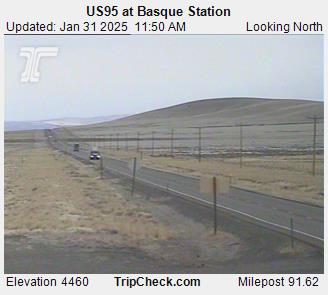 US95 at Basque Station
Updated: Jan 31 2025 11:50 AM Looking North
Elevation 4460 TripCheck.com Milepost 91.62